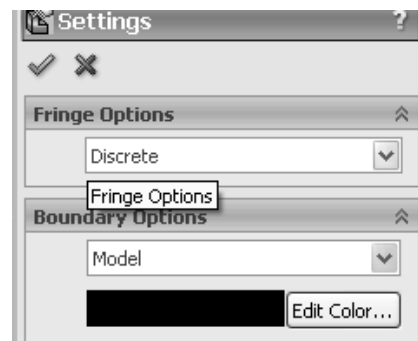 Settings ?
Fringe Options
Discrete
Fringe Options
Boundary Options
Model
Edit Color...